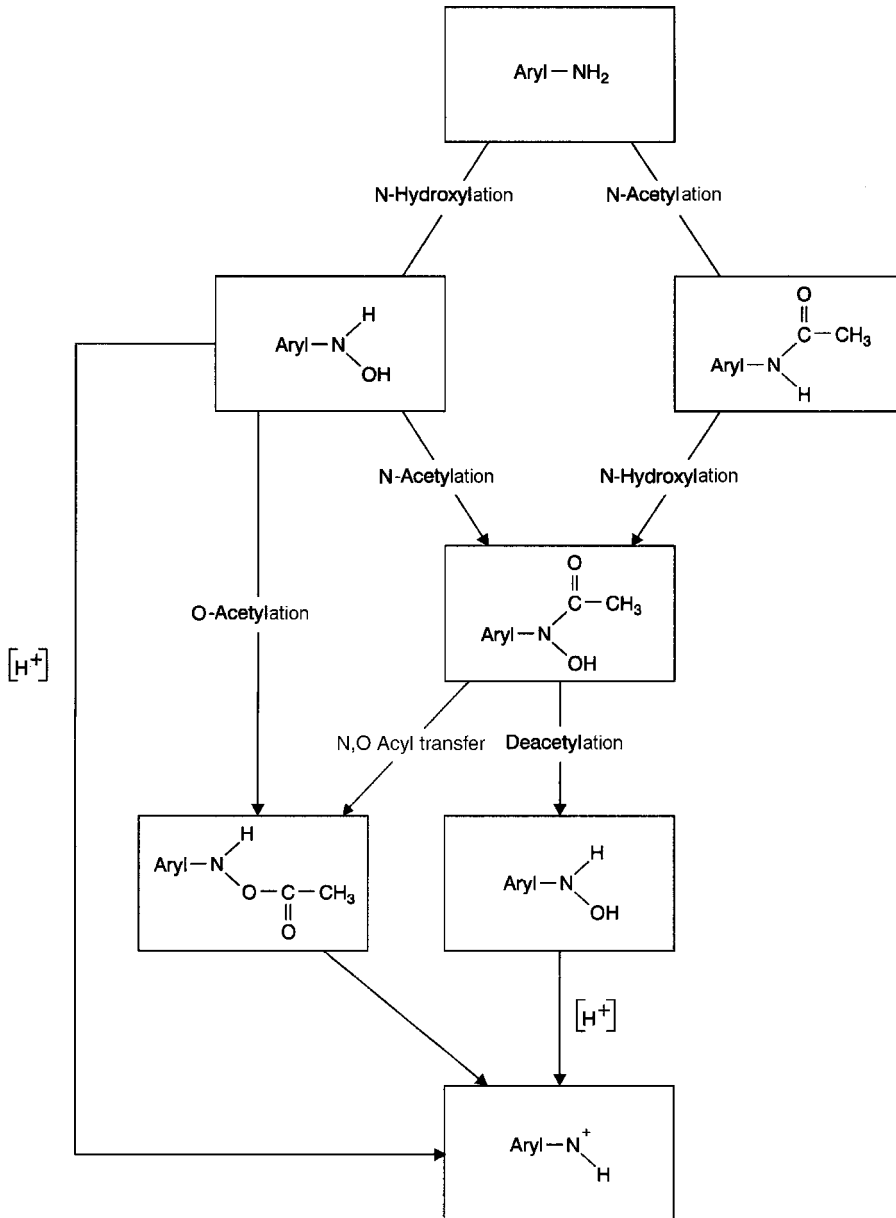 Aryl—NH₂
N-Hydroxylation
N-Acetylation
H
Aryl—N
OH
O
C—CH₃
Aryl—N
H
N-Acetylation
N-Hydroxylation
O
C—CH₃
Aryl—N
OH
O-Acetylation
[H⁺]
N,O Acyl transfer
Deacetylation
H
Aryl—N
O—C—CH₃
O
H
Aryl—N
OH
[H⁺]
Aryl—N⁺
H